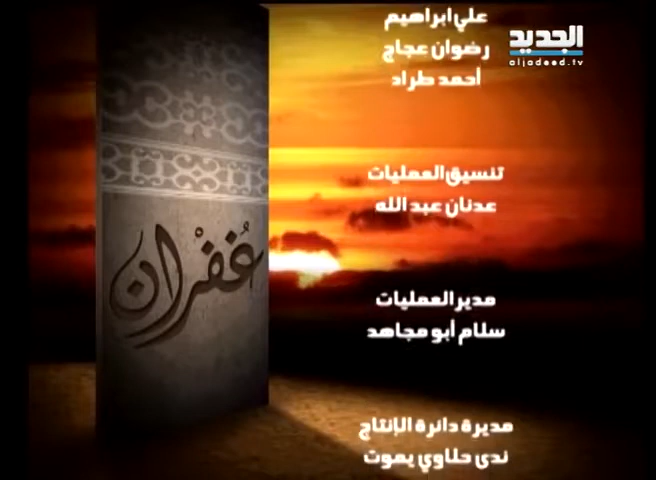 علي ابراهيم
رضوان عجاج
أحمد طراد
الجديد
aljadeed.tv
تنسيق العمليات
عدنان عبد الله
غُفْران
مدير العمليات
سلام أبو مجاهد
مديرة دائرة الإنتاج
ندى حلاوي يموت